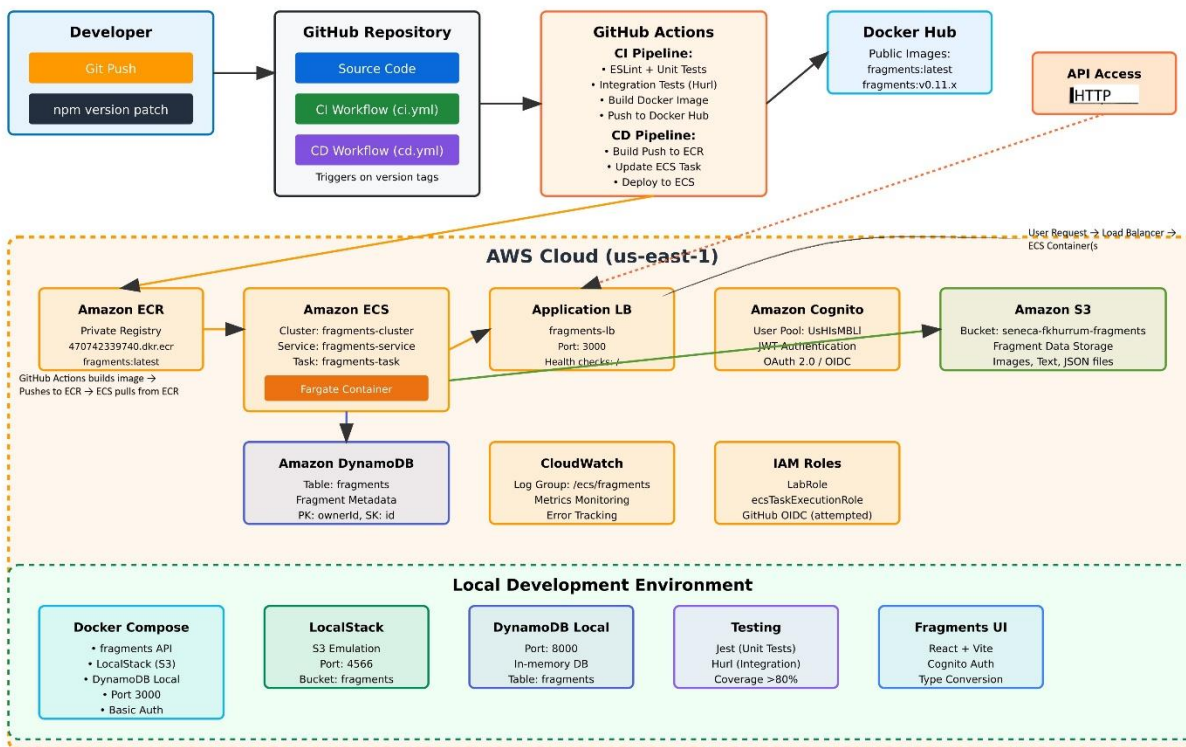 Developer
Git Push
npm version patch
GitHub Repository
Source Code
CI Workflow (ci.yml)
CD Workflow (cd.yml)
Triggers on version tags
GitHub Actions
CI Pipeline:
• ESLint + Unit Tests
• Integration Tests (Hurl)
• Build Docker Image
• Push to Docker Hub
CD Pipeline:
• Build Push to ECR
• Update ECS Task
• Deploy to ECS
Docker Hub
Public Images:
fragments:latest
fragments:v0.11.x
API Access
HTTP
User Request → Load Balancer →
ECS Container(s
AWS Cloud (us-east-1)
Amazon ECR
Private Registry
470742339740.dkr.ecr
fragments:latest
GitHub Actions builds image →
Pushes to ECR → ECS pulls from ECR
Amazon ECS
Cluster: fragments-cluster
Service: fragments-service
Task: fragments-task
Fargate Container
Application LB
fragments-lb
Port: 3000
Health checks: /
Amazon Cognito
User Pool: UsHIsMBLI
JWT Authentication
OAuth 2.0 / OIDC
Amazon S3
Bucket: seneca-fkhurrum-fragments
Fragment Data Storage
Images, Text, JSON files
Amazon DynamoDB
Table: fragments
Fragment Metadata
PK: ownerId, SK: id
CloudWatch
Log Group: /ecs/fragments
Metrics Monitoring
Error Tracking
IAM Roles
LabRole
ecsTaskExecutionRole
GitHub OIDC (attempted)
Local Development Environment
Docker Compose
• fragments API
• LocalStack (S3)
• DynamoDB Local
• Port 3000
• Basic Auth
LocalStack
S3 Emulation
Port: 4566
Bucket: fragments
DynamoDB Local
Port: 8000
In-memory DB
Table: fragments
Testing
Jest (Unit Tests)
Hurl (Integration)
Coverage >80%
Fragments UI
React + Vite
Cognito Auth
Type Conversion